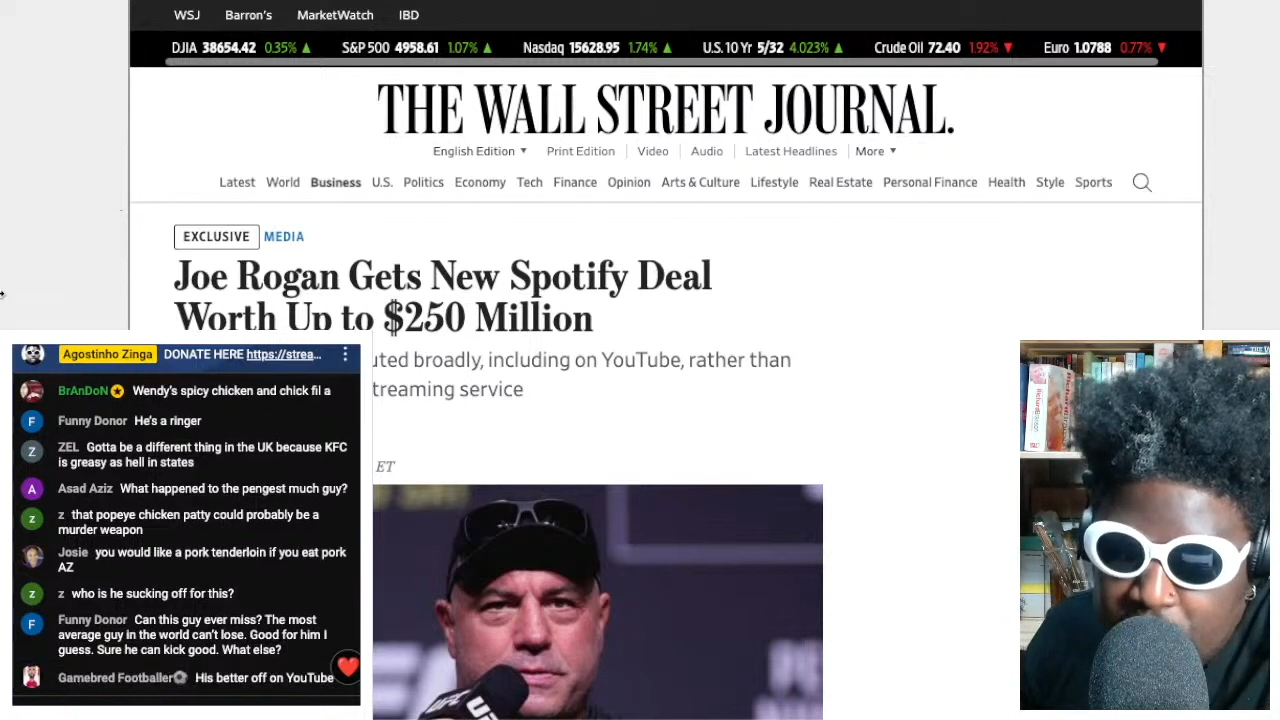 WSJ Barron's MarketWatch IBD
DJIA 38654.42 0.35% ▲ S&P 500 4958.61 1.07% ▲ Nasdaq 15628.95 1.74% ▲ U.S. 10 Yr 5/32 4.023% ▲ Crude Oil 72.40 1.92% ▼ Euro 1.0788 0.77% ▼
THE WALL STREET JOURNAL.
English Edition ▼ Print Edition Video Audio Latest Headlines More ▼
Latest World Business U.S. Politics Economy Tech Finance Opinion Arts & Culture Lifestyle Real Estate Personal Finance Health Style Sports
EXCLUSIVE MEDIA
Joe Rogan Gets New Spotify Deal
Worth Up to $250 Million
uted broadly, including on YouTube, rather than
treaming service
ET
Agostinho Zinga DONATE HERE https://strea...
BrAnDoN Wendy's spicy chicken and chick fil a
F Funny Donor He's a ringer
Z ZEL Gotta be a different thing in the UK because KFC
is greasy as hell in states
A Asad Aziz What happened to the pengest much guy?
z z that popeye chicken patty could probably be a
murder weapon
Josie you would like a pork tenderloin if you eat pork
AZ
z z who is he sucking off for this?
F Funny Donor Can this guy ever miss? The most
average guy in the world can't lose. Good for him I
guess. Sure he can kick good. What else?
Gamebred Footballer His better off on YouTube